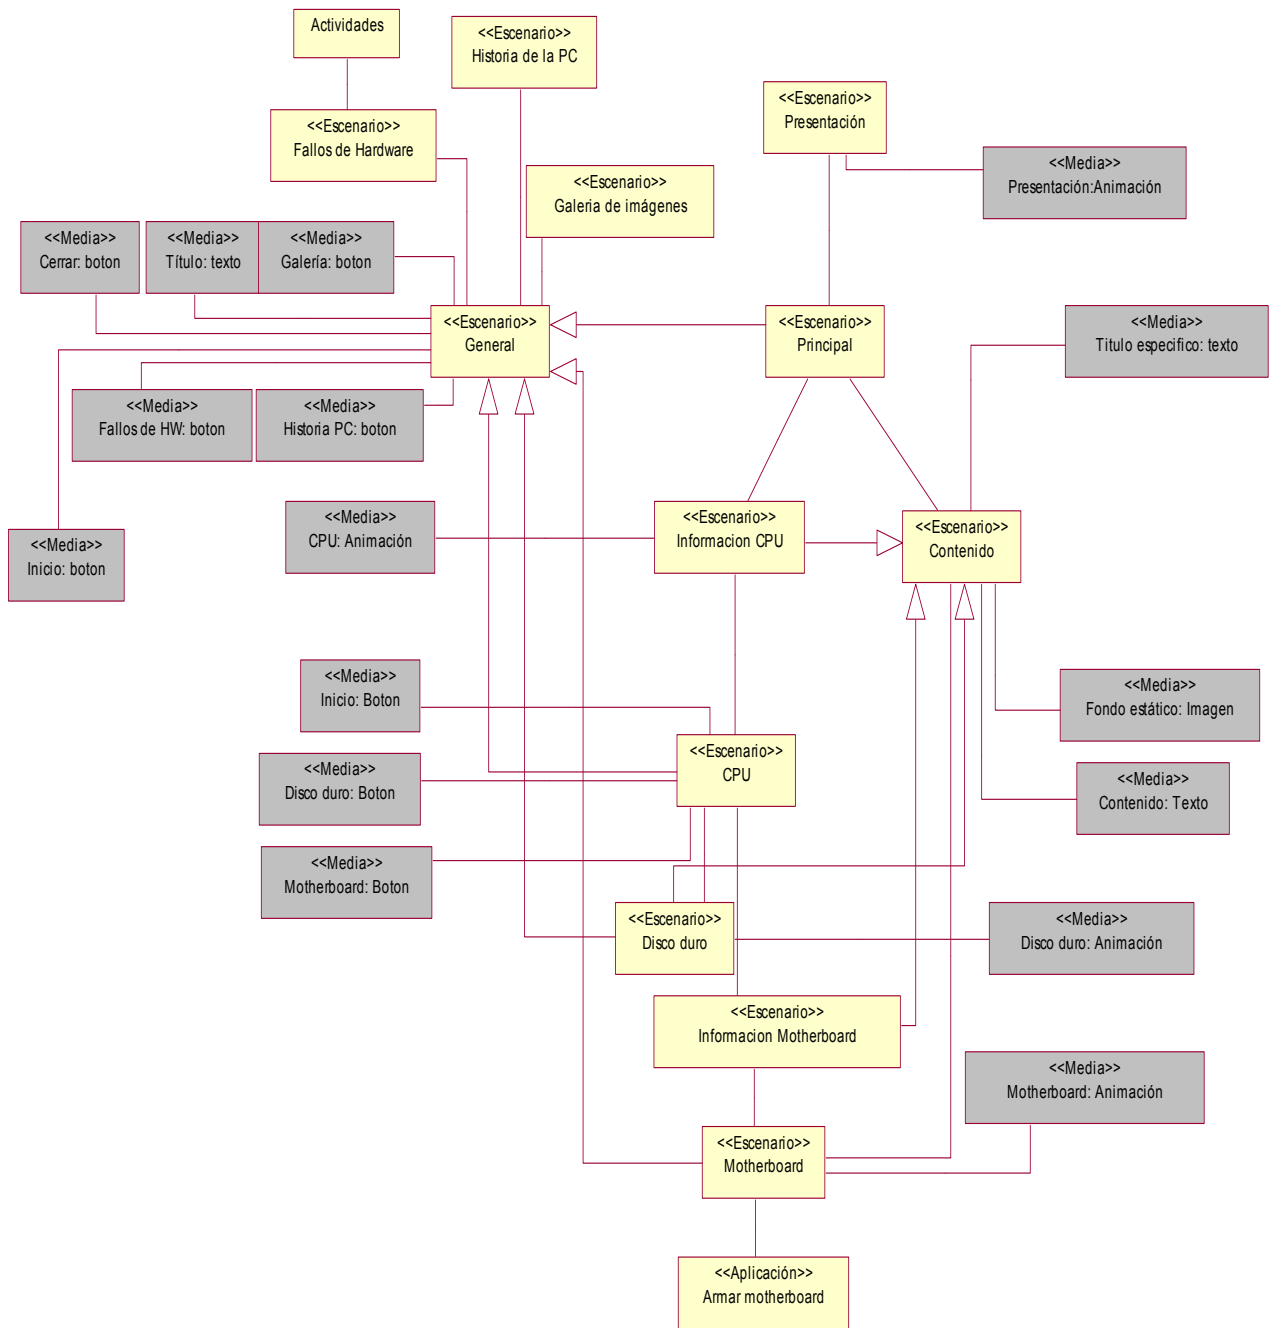 Actividades
<<Escenario>>
Historia de la PC
<<Escenario>>
Presentación
<<Escenario>>
Fallos de Hardware
<<Media>>
Presentación:Animación
<<Escenario>>
Galeria de imágenes
<<Media>>
Cerrar: boton
<<Media>>
Título: texto
<<Media>>
Galería: boton
<<Escenario>>
General
<<Escenario>>
Principal
<<Media>>
Titulo especifico: texto
<<Media>>
Fallos de HW: boton
<<Media>>
Historia PC: boton
<<Media>>
CPU: Animación
<<Escenario>>
Informacion CPU
<<Escenario>>
Contenido
<<Media>>
Inicio: boton
<<Media>>
Inicio: Boton
<<Media>>
Fondo estático: Imagen
<<Escenario>>
CPU
<<Media>>
Disco duro: Boton
<<Media>>
Contenido: Texto
<<Media>>
Motherboard: Boton
<<Escenario>>
Disco duro
<<Media>>
Disco duro: Animación
<<Escenario>>
Informacion Motherboard
<<Media>>
Motherboard: Animación
<<Escenario>>
Motherboard
<<Aplicación>>
Armar motherboard